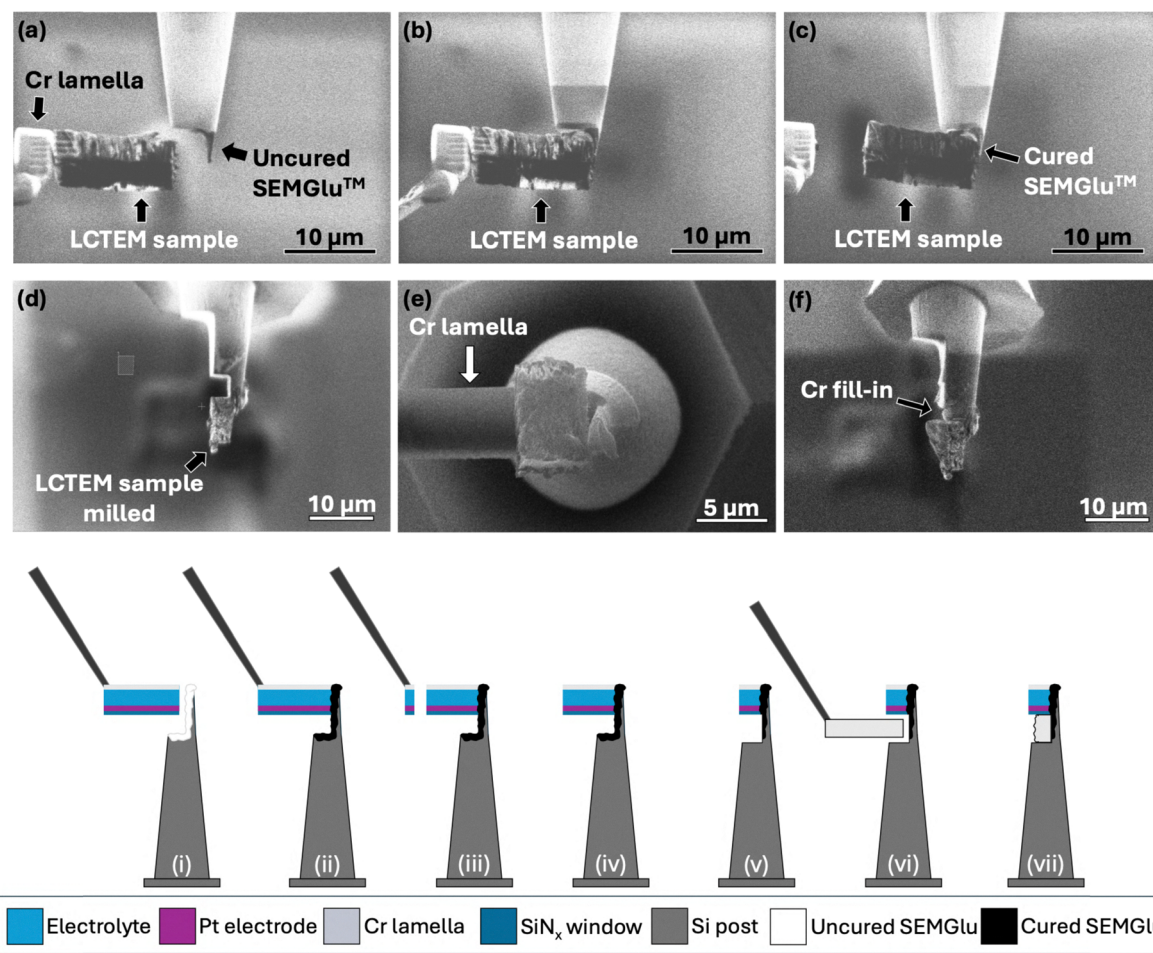 (a)
Cr lamella
Uncured
SEMGlu™
LCTEM sample
10 µm
(b)
LCTEM sample
10 µm
(c)
Cured
SEMGlu™
LCTEM sample
10 µm
(d)
LCTEM sample
milled
10 µm
(e)
Cr lamella
5 µm
(f)
Cr fill-in
10 µm
(i)
(ii)
(iii)
(iv)
(v)
(vi)
(vii)
Electrolyte
Pt electrode
Cr lamella
SiNx window
Si post
Uncured SEMGlu
Cured SEMGl